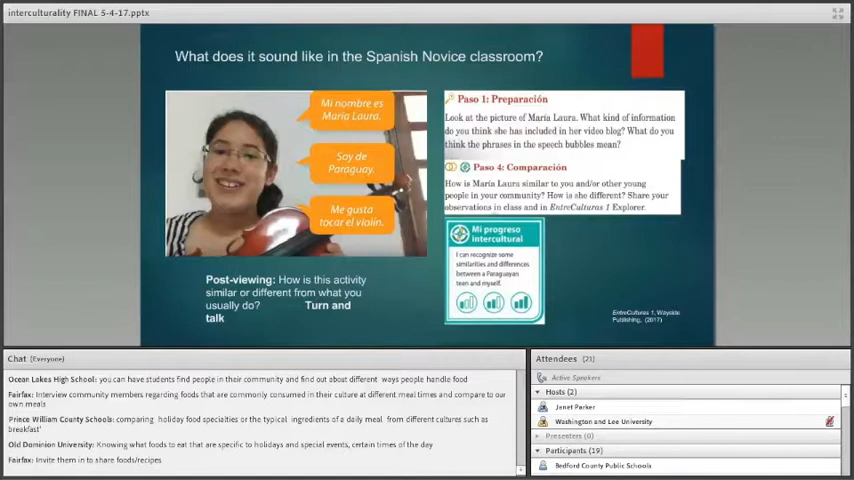 interculturality FINAL 5-4-17.pptx
What does it sound like in the Spanish Novice classroom?
Mi nombre es
María Laura.
Soy de
Paraguay.
Me gusta
tocar el violín.
Paso 1: Preparación
Look at the picture of María Laura. What kind of information
do you think she has included in her video blog? What do you
think the phrases in the speech bubbles mean?
Paso 4: Comparación
How is María Laura similar to you and/or other young
people in your community? How is she different? Share your
observations in class and in EntreCulturas 1 Explorer.
Mi progreso
intercultural
I can recognize some
similarities and differences
between a Paraguayan
teen and myself.
Post-viewing: How is this activity
similar or different from what you
usually do? Turn and
talk
EntreCulturas 1, Wayside
Publishing, (2017)
Chat (Everyone)
Ocean Lakes High School: you can have students find people in their community and find out about different ways people handle food
Fairfax: Interview community members regarding foods that are commonly consumed in their culture at different meal times and compare to our
own meals
Prince William County Schools: comparing holiday food specialties or the typical ingredients of a daily meal from different cultures such as
breakfast'
Old Dominion University: Knowing what foods to eat that are specific to holidays and special events, certain times of the day
Fairfax: Invite them in to share foods/recipes
Attendees (21)
Active Speakers
Hosts (2)
Janet Parker
Washington and Lee University
Presenters (0)
Participants (19)
Bedford County Public Schools